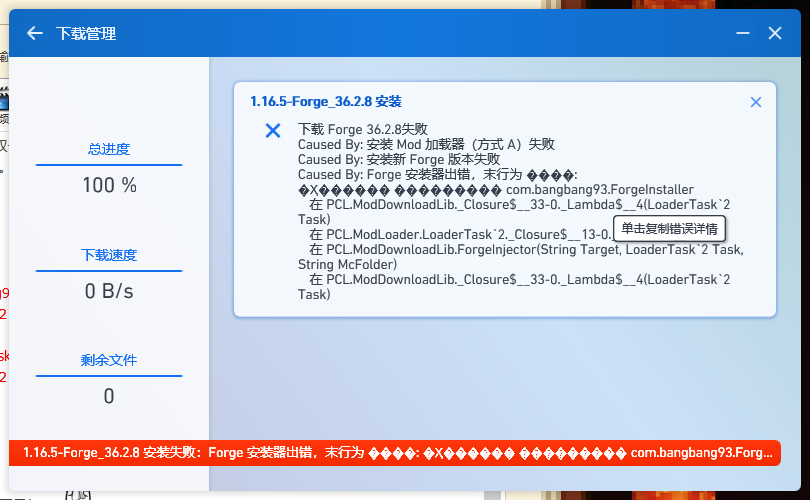 下载管理
总进度
100 %
下载速度
0 B/s
剩余文件
0
1.16.5-Forge_36.2.8 安装
下载 Forge 36.2.8失败
Caused By: 安装 Mod 加载器（方式 A）失败
Caused By: 安装新 Forge 版本失败
Caused By: Forge 安装器出错，末行为 ����:
�X������ ��������� com.bangbang93.ForgeInstaller
在 PCL.ModDownloadLib._Closure$__33-0._Lambda$__4(LoaderTask`2
Task)
在 PCL.ModLoader.LoaderTask`2._Closure$__13-0.
单击复制错误详情
在 PCL.ModDownloadLib.ForgeInjector(String Target, LoaderTask`2 Task,
String McFolder)
在 PCL.ModDownloadLib._Closure$__33-0._Lambda$__4(LoaderTask`2
Task)
1.16.5-Forge_36.2.8 安装失败：Forge 安装器出错，末行为 ����: �X������ ��������� com.bangbang93.Forg...